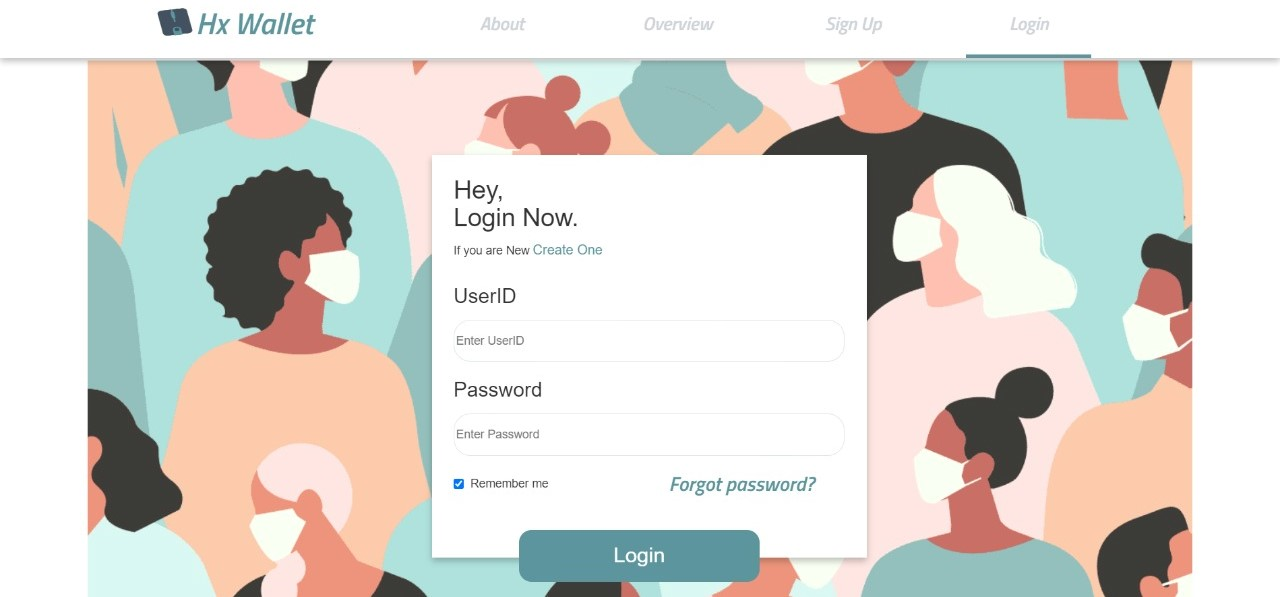 Hx Wallet
About
Overview
Sign Up
Login
Hey,
Login Now.
If you are New Create One
UserID
Enter UserID
Password
Enter Password
Remember me
Forgot password?
Login